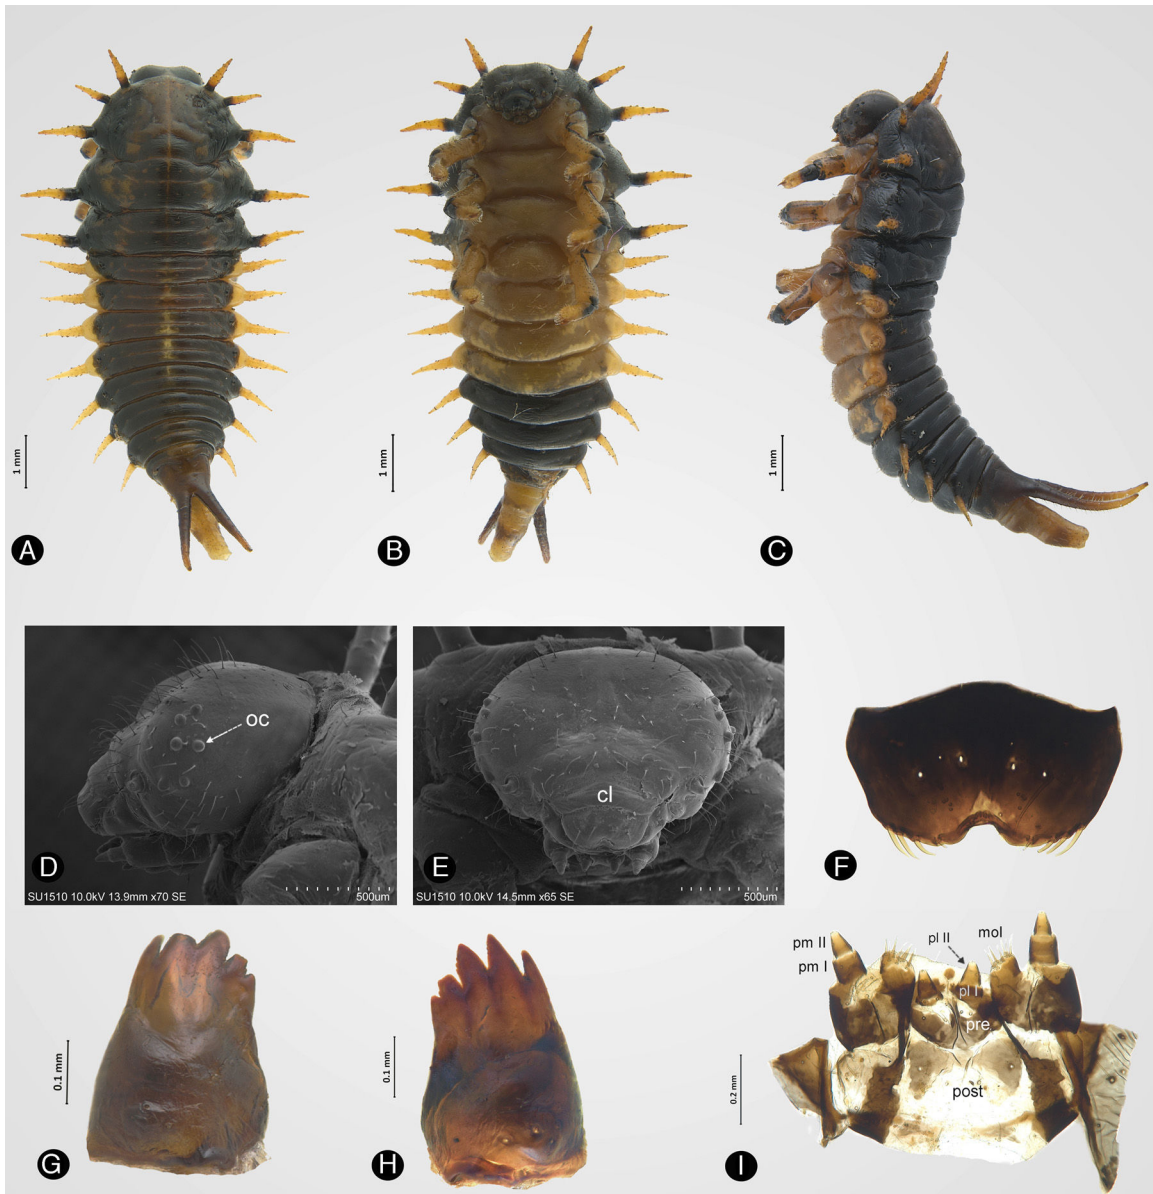 1 mm
A
1 mm
B
1 mm
C
oc
D
SU1510 10.0kV 13.9mm x70 SE
500um
cl
E
SU1510 10.0kV 14.5mm x65 SE
500um
F
0.1 mm
G
0.1 mm
H
pm II
pm I
pl II
mol
pl I
pre
post
0.2 mm
I